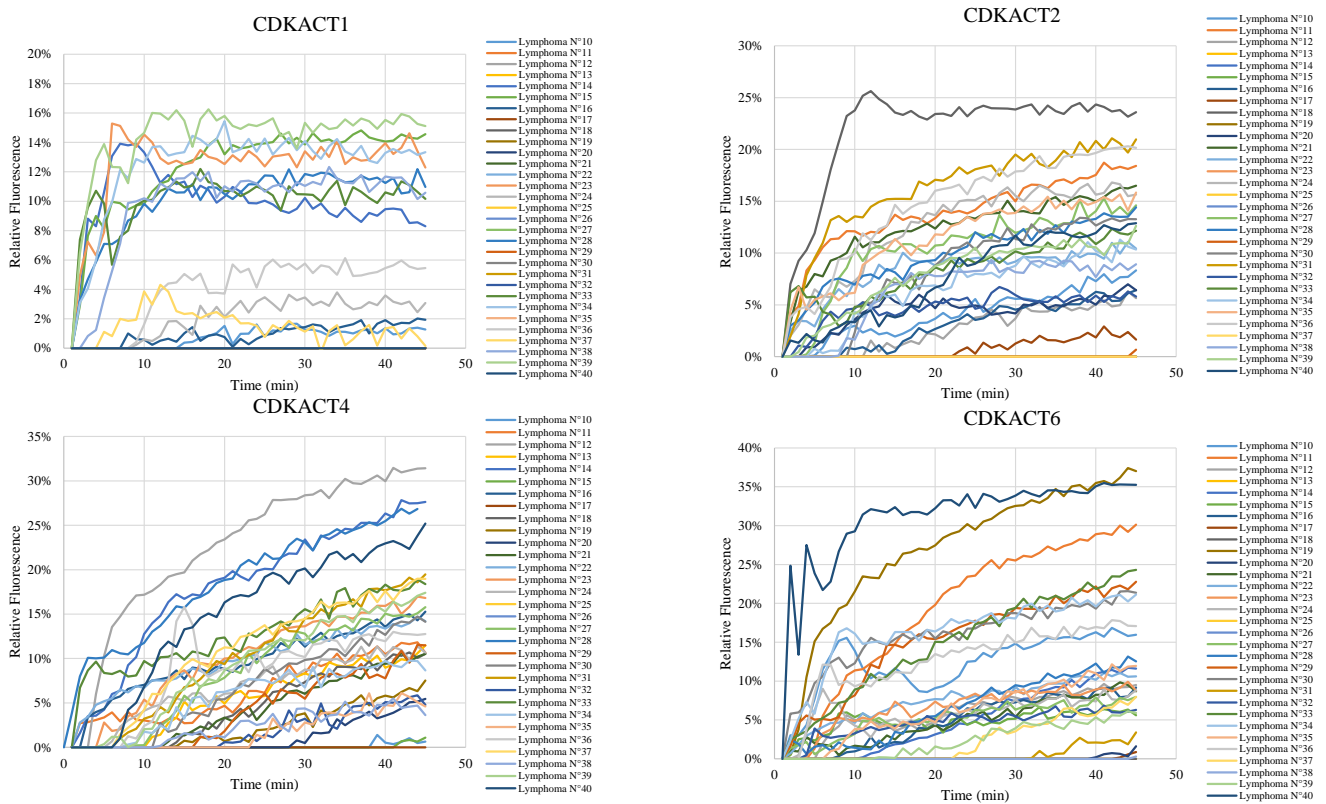 CDKACT1
Relative Fluorescence
20%
18%
16%
14%
12%
10%
8%
6%
4%
2%
0%
0
10
20
30
40
50
Time (min)
Lymphoma N°10
Lymphoma N°11
Lymphoma N°12
Lymphoma N°13
Lymphoma N°14
Lymphoma N°15
Lymphoma N°16
Lymphoma N°17
Lymphoma N°18
Lymphoma N°19
Lymphoma N°20
Lymphoma N°21
Lymphoma N°22
Lymphoma N°23
Lymphoma N°24
Lymphoma N°25
Lymphoma N°26
Lymphoma N°27
Lymphoma N°28
Lymphoma N°29
Lymphoma N°30
Lymphoma N°31
Lymphoma N°32
Lymphoma N°33
Lymphoma N°34
Lymphoma N°35
Lymphoma N°36
Lymphoma N°37
Lymphoma N°38
Lymphoma N°39
Lymphoma N°40
CDKACT2
Relative Fluorescence
30%
25%
20%
15%
10%
5%
0%
0
10
20
30
40
50
Time (min)
Lymphoma N°10
Lymphoma N°11
Lymphoma N°12
Lymphoma N°13
Lymphoma N°14
Lymphoma N°15
Lymphoma N°16
Lymphoma N°17
Lymphoma N°18
Lymphoma N°19
Lymphoma N°20
Lymphoma N°21
Lymphoma N°22
Lymphoma N°23
Lymphoma N°24
Lymphoma N°25
Lymphoma N°26
Lymphoma N°27
Lymphoma N°28
Lymphoma N°29
Lymphoma N°30
Lymphoma N°31
Lymphoma N°32
Lymphoma N°33
Lymphoma N°34
Lymphoma N°35
Lymphoma N°36
Lymphoma N°37
Lymphoma N°38
Lymphoma N°39
Lymphoma N°40
CDKACT4
Relative Fluorescence
35%
30%
25%
20%
15%
10%
5%
0%
0
10
20
30
40
50
Time (min)
Lymphoma N°10
Lymphoma N°11
Lymphoma N°12
Lymphoma N°13
Lymphoma N°14
Lymphoma N°15
Lymphoma N°16
Lymphoma N°17
Lymphoma N°18
Lymphoma N°19
Lymphoma N°20
Lymphoma N°21
Lymphoma N°22
Lymphoma N°23
Lymphoma N°24
Lymphoma N°25
Lymphoma N°26
Lymphoma N°27
Lymphoma N°28
Lymphoma N°29
Lymphoma N°30
Lymphoma N°31
Lymphoma N°32
Lymphoma N°33
Lymphoma N°34
Lymphoma N°35
Lymphoma N°36
Lymphoma N°37
Lymphoma N°38
Lymphoma N°39
Lymphoma N°40
CDKACT6
Relative Fluorescence
40%
35%
30%
25%
20%
15%
10%
5%
0%
0
10
20
30
40
50
Time (min)
Lymphoma N°10
Lymphoma N°11
Lymphoma N°12
Lymphoma N°13
Lymphoma N°14
Lymphoma N°15
Lymphoma N°16
Lymphoma N°17
Lymphoma N°18
Lymphoma N°19
Lymphoma N°20
Lymphoma N°21
Lymphoma N°22
Lymphoma N°23
Lymphoma N°24
Lymphoma N°25
Lymphoma N°26
Lymphoma N°27
Lymphoma N°28
Lymphoma N°29
Lymphoma N°30
Lymphoma N°31
Lymphoma N°32
Lymphoma N°33
Lymphoma N°34
Lymphoma N°35
Lymphoma N°36
Lymphoma N°37
Lymphoma N°38
Lymphoma N°39
Lymphoma N°40